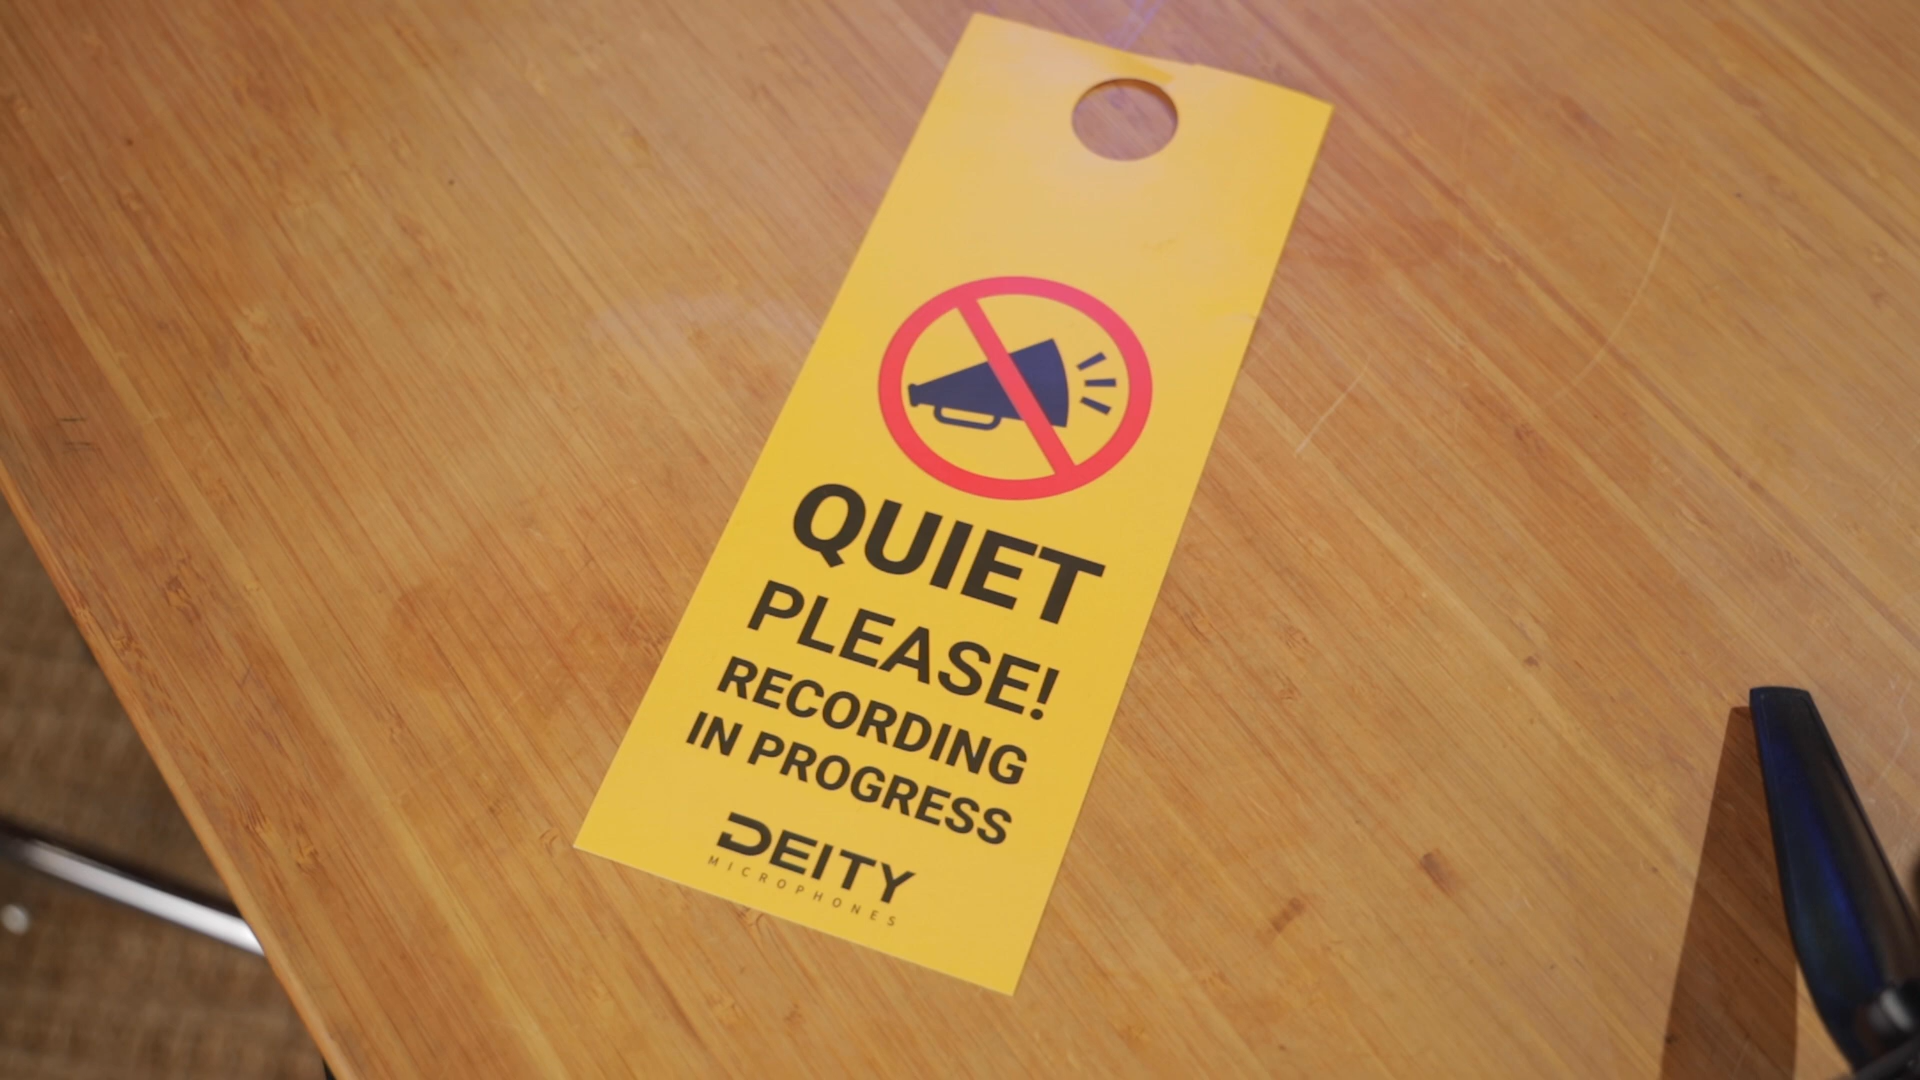 QUIET
PLEASE!
RECORDING
IN PROGRESS
DEITY
MICROPHONES